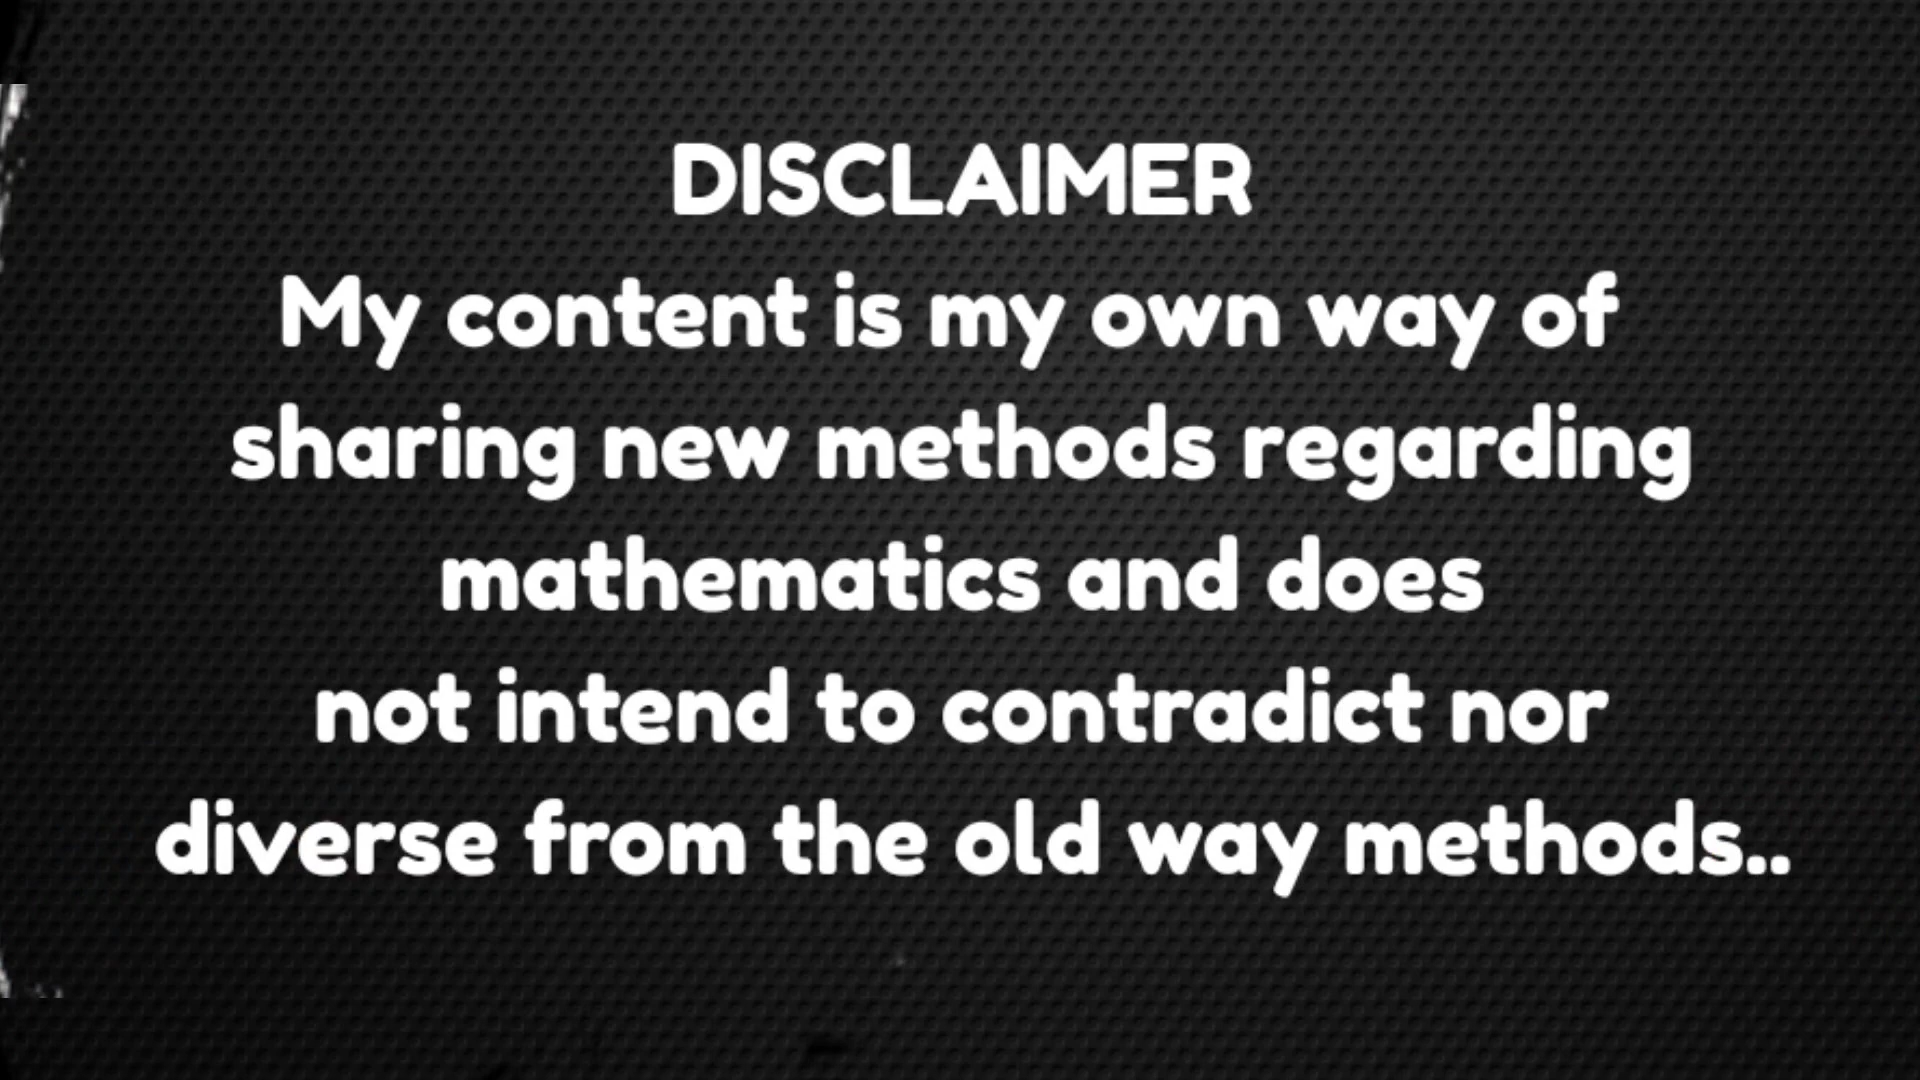 DISCLAIMER
My content is my own way of
sharing new methods regarding
mathematics and does
not intend to contradict nor
diverse from the old way methods..